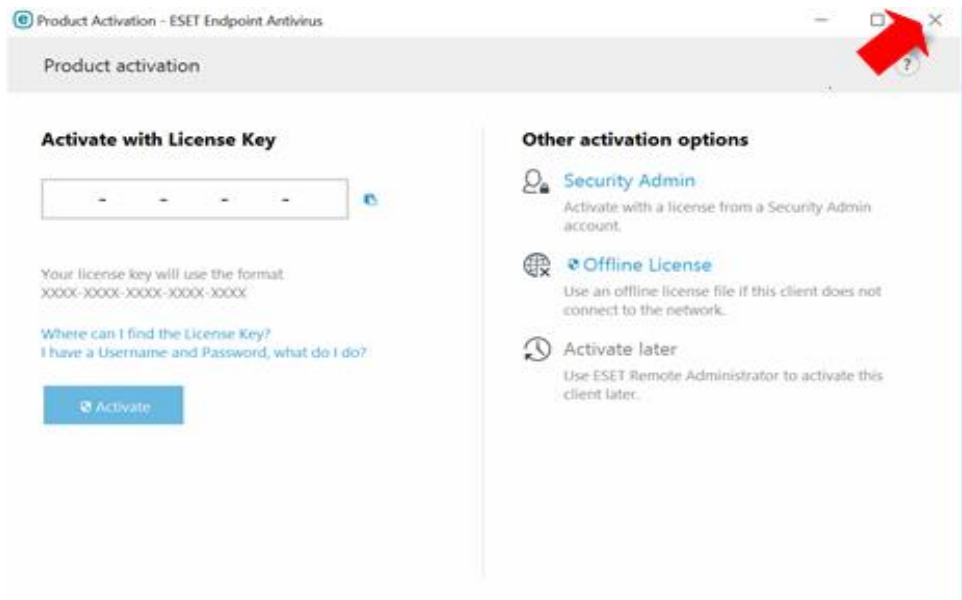 Product Activation - ESET Endpoint Antivirus
Product activation
?
Activate with License Key
- - - -
Your license key will use the format
XXXX-XXXX-XXXX-XXXX-XXXX
Where can I find the License Key?
I have a Username and Password, what do I do?
Activate
Other activation options
Security Admin
Activate with a license from a Security Admin
account.
Offline License
Use an offline license file if this client does not
connect to the network.
Activate later
Use ESET Remote Administrator to activate this
client later.